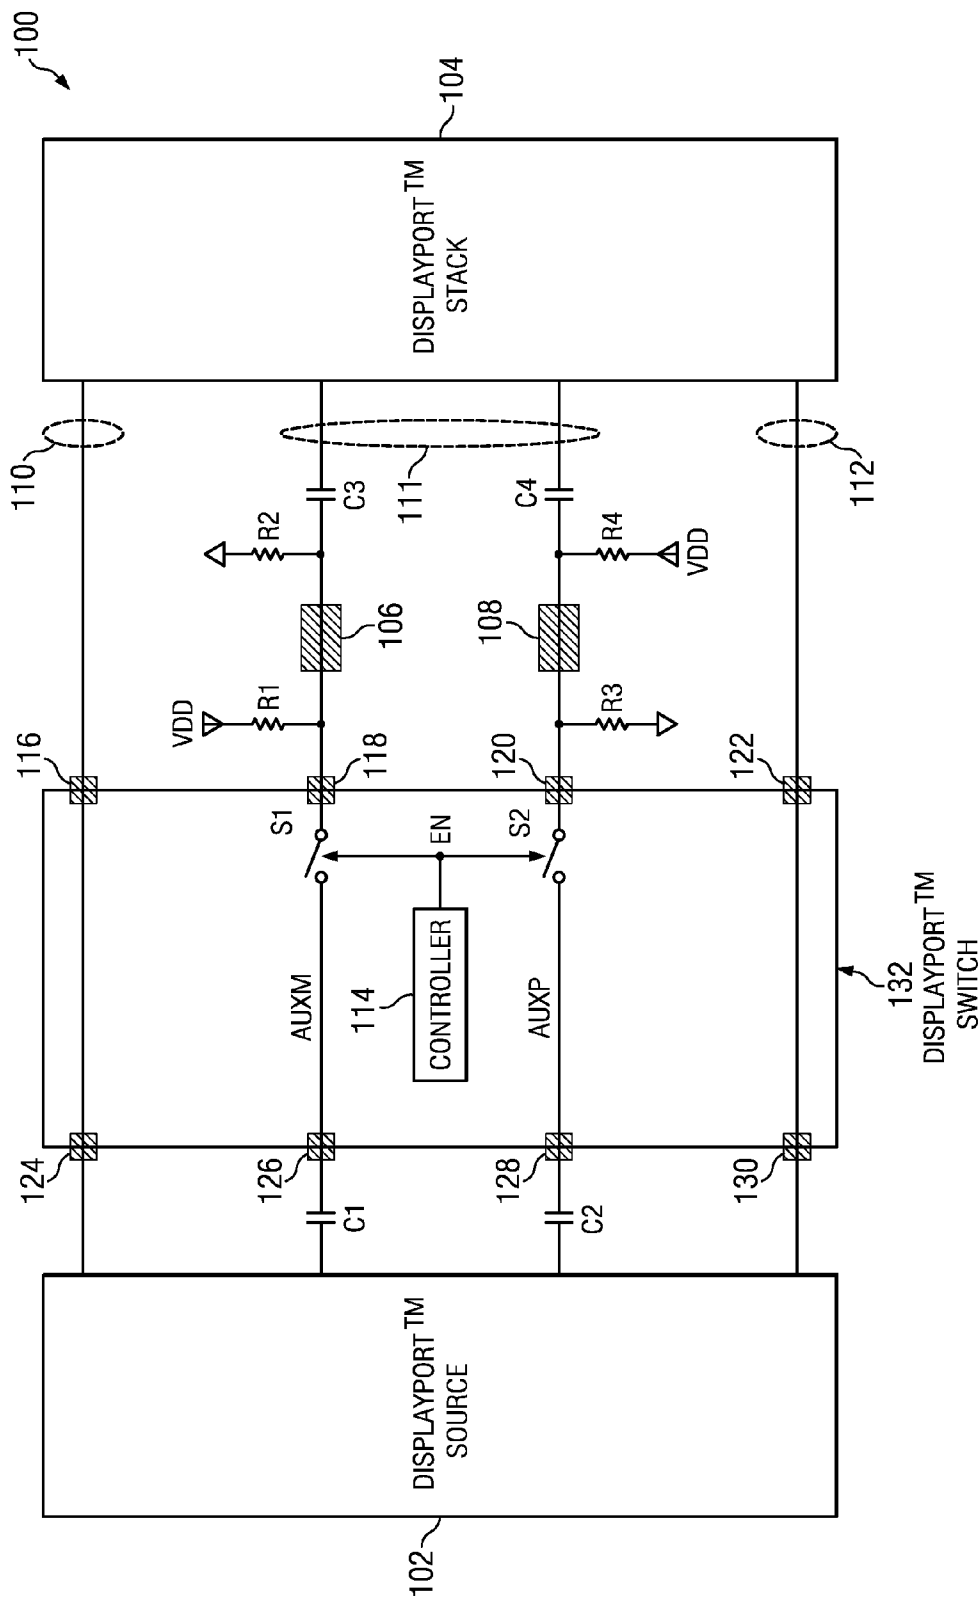 100
DISPLAYPORT™
SOURCE
102
DISPLAYPORT™
STACK
104
110
111
112
124
116
126
118
128
120
130
122
C1
C2
AUXM
AUXP
CONTROLLER
114
EN
S1
S2
VDD
R1
R2
R3
R4
VDD
106
108
C3
C4
132
DISPLAYPORT™
SWITCH